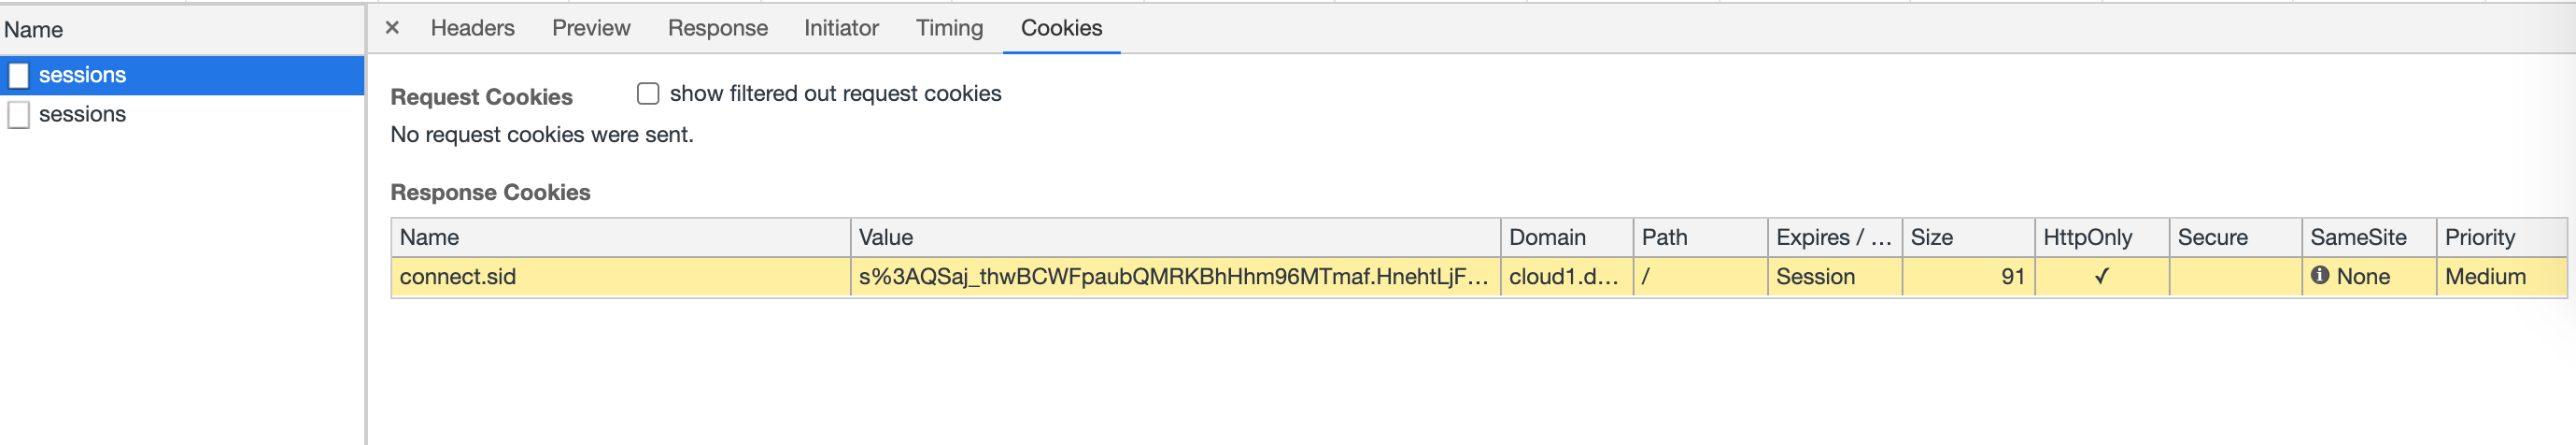 Name
sessions
sessions
× Headers Preview Response Initiator Timing Cookies
Request Cookies show filtered out request cookies
No request cookies were sent.
Response Cookies
Name Value Domain Path Expires / … Size HttpOnly Secure SameSite Priority
connect.sid s%3AQSaj_thwBCWFpaubQMRKBhHhm96MTmaf.HnehtLjF… cloud1.d… / Session 91 ✓ None Medium